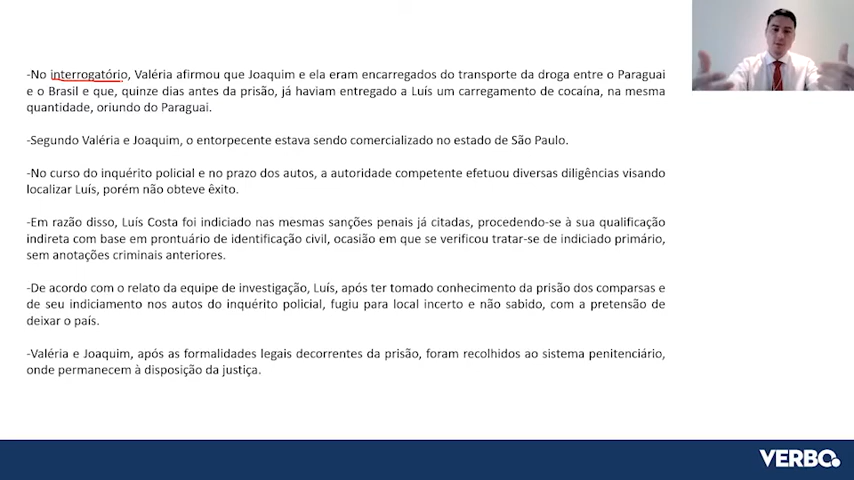 -No interrogatório, Valéria afirmou que Joaquim e ela eram encarregados do transporte da droga entre o Paraguai
e o Brasil e que, quinze dias antes da prisão, já haviam entregado a Luís um carregamento de cocaína, na mesma
quantidade, oriundo do Paraguai.
-Segundo Valéria e Joaquim, o entorpecente estava sendo comercializado no estado de São Paulo.
-No curso do inquérito policial e no prazo dos autos, a autoridade competente efetuou diversas diligências visando
localizar Luís, porém não obteve êxito.
-Em razão disso, Luís Costa foi indiciado nas mesmas sanções penais já citadas, procedendo-se à sua qualificação
indireta com base em prontuário de identificação civil, ocasião em que se verificou tratar-se de indiciado primário,
sem anotações criminais anteriores.
-De acordo com o relato da equipe de investigação, Luís, após ter tomado conhecimento da prisão dos comparsas e
de seu indiciamento nos autos do inquérito policial, fugiu para local incerto e não sabido, com a pretensão de
deixar o país.
-Valéria e Joaquim, após as formalidades legais decorrentes da prisão, foram recolhidos ao sistema penitenciário,
onde permanecem à disposição da justiça.
VERBO